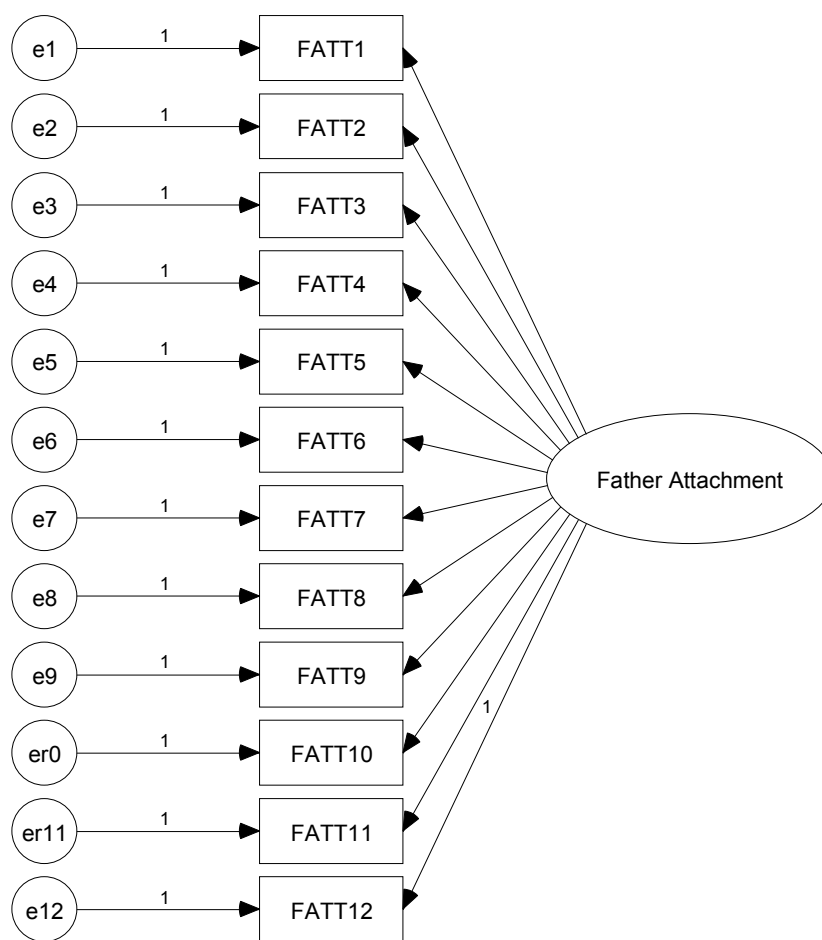 e1 1 FATT1
e2 1 FATT2
e3 1 FATT3
e4 1 FATT4
e5 1 FATT5
e6 1 FATT6
Father Attachment
e7 1 FATT7
e8 1 FATT8
e9 1 FATT9
1
er0 1 FATT10
er11 1 FATT11
e12 1 FATT12